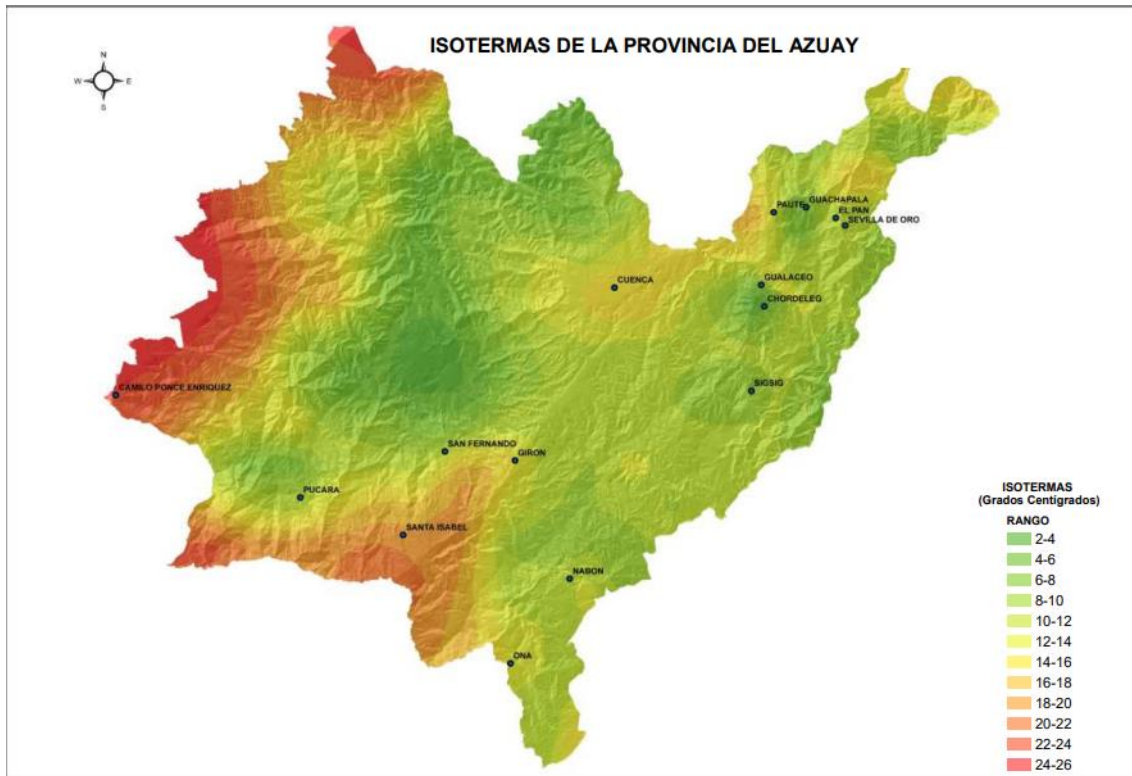 ISOTERMAS DE LA PROVINCIA DEL AZUAY
N
W E
S
GUACHAPALA
PAUTE
EL PAN
SEVILLA DE ORO
CUENCA
GUALACEO
CHORDELEG
CAMILO PONCE ENRIQUEZ
SIGSIG
SAN FERNANDO
GIRON
PUCARA
SANTA ISABEL
NABON
ONA
ISOTERMAS
(Grados Centígrados)
RANGO
2-4
4-6
6-8
8-10
10-12
12-14
14-16
16-18
18-20
20-22
22-24
24-26